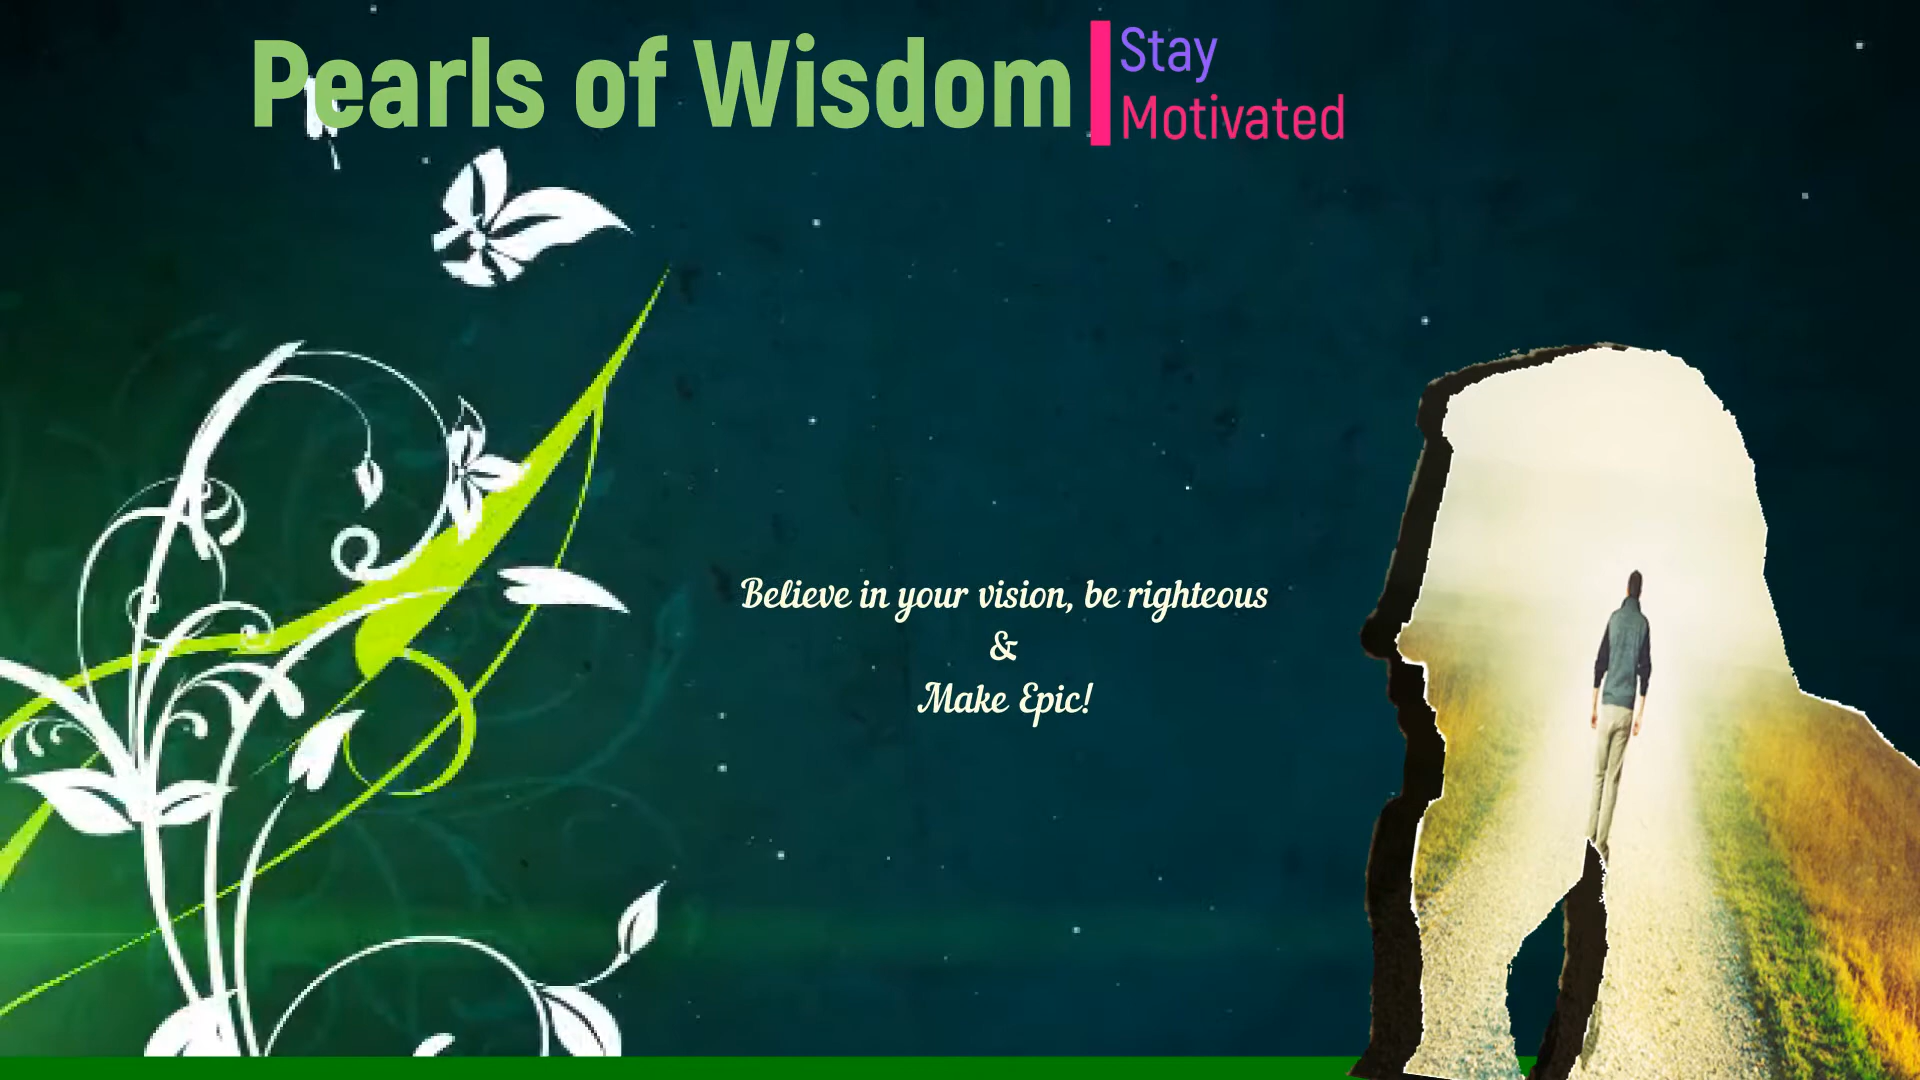 Pearls of Wisdom
Stay
Motivated
Believe in your vision, be righteous
&
Make Epic!